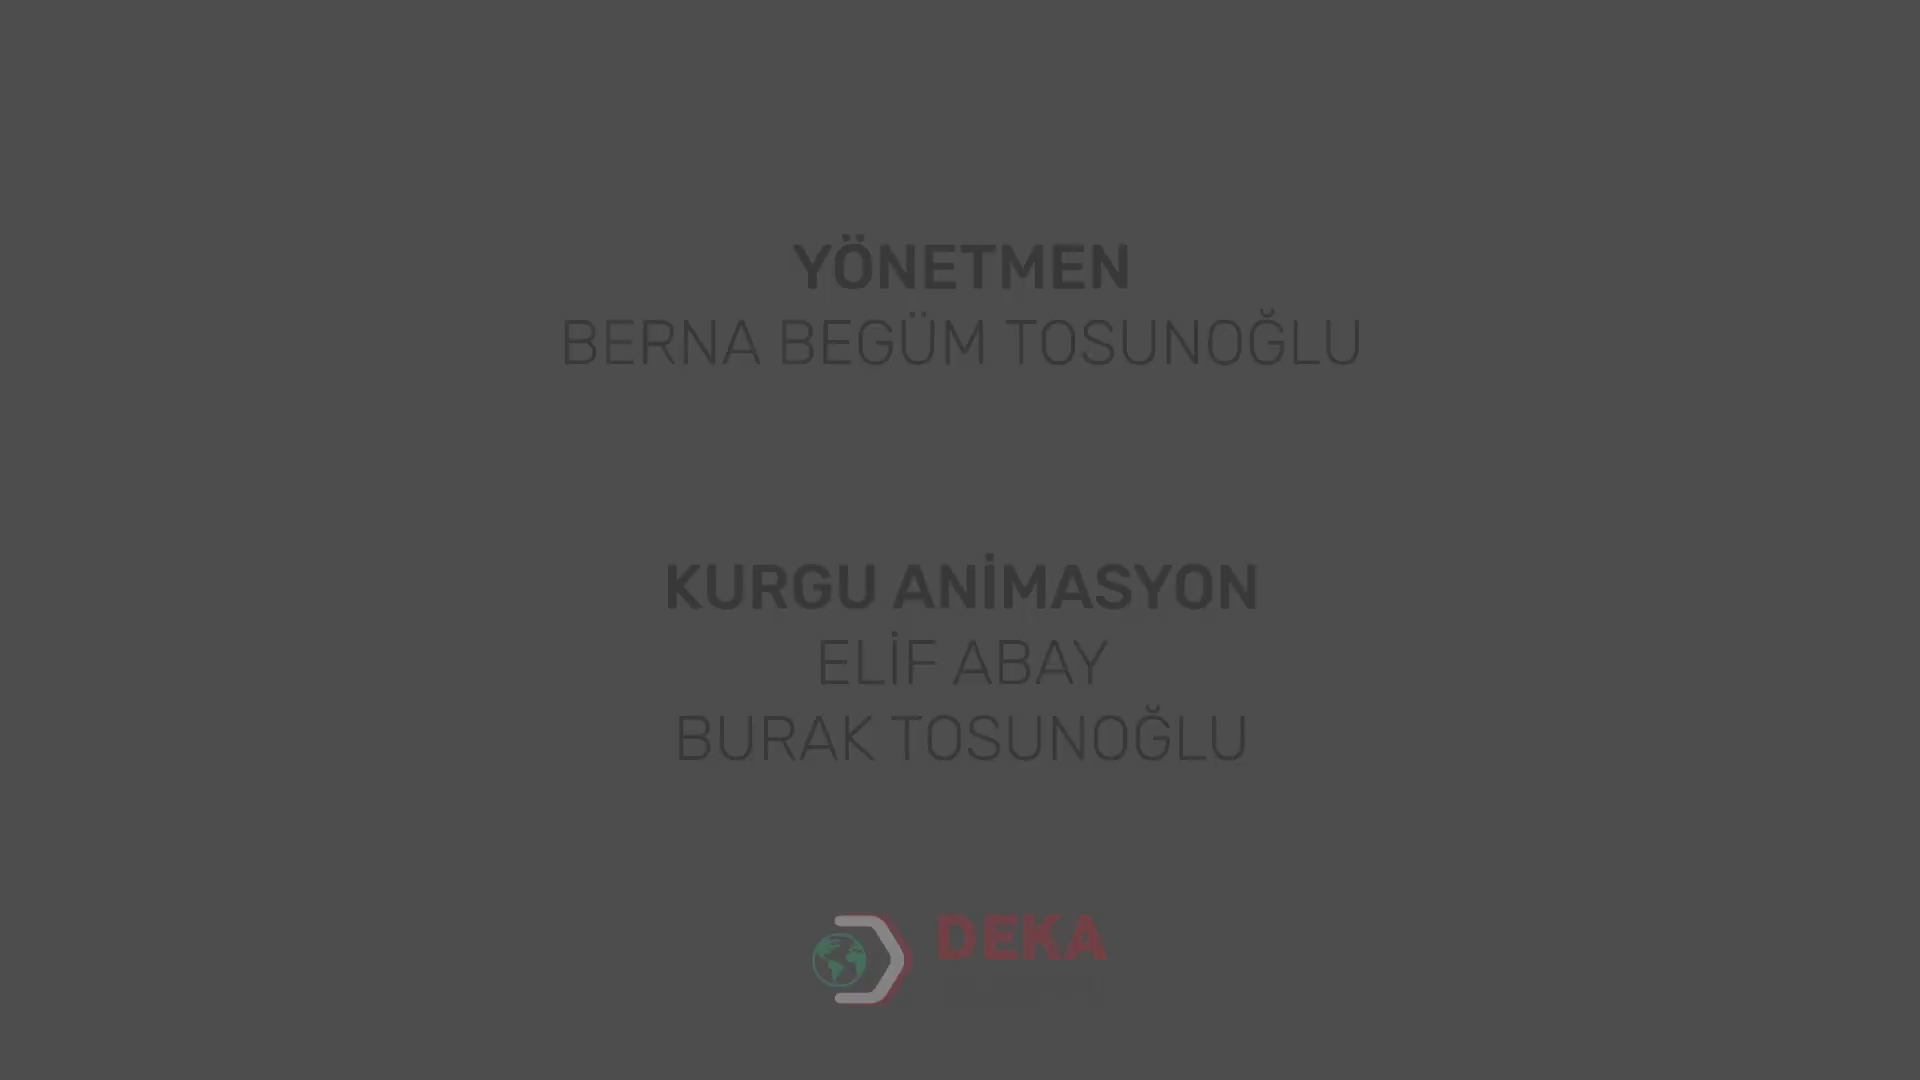 YÖNETMEN
BERNA BEGÜM TOSUNOĞLU
KURGU ANİMASYON
ELİF ABAY
BURAK TOSUNOĞLU
DEKA